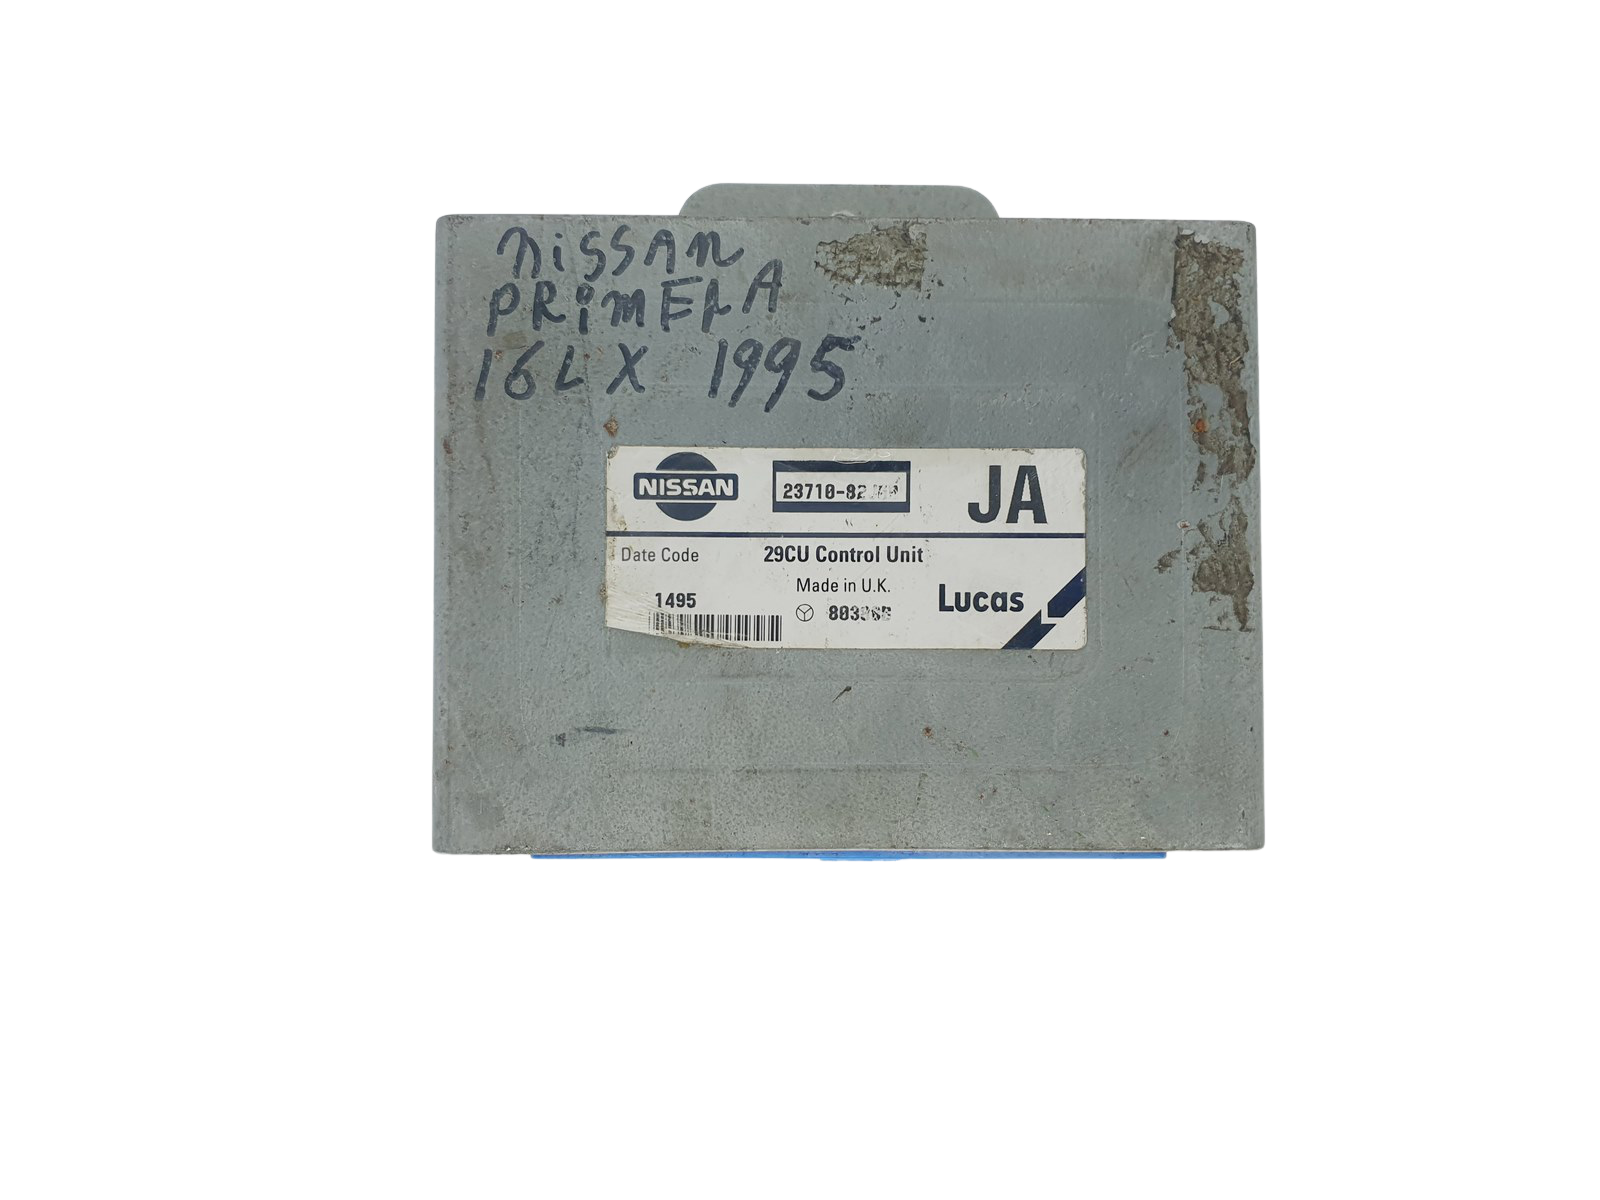 NISSAN
PRIMERA
16LX 1995
NISSAN
JA
Date Code
29CU Control Unit
Made in U.K.
1495
Lucas